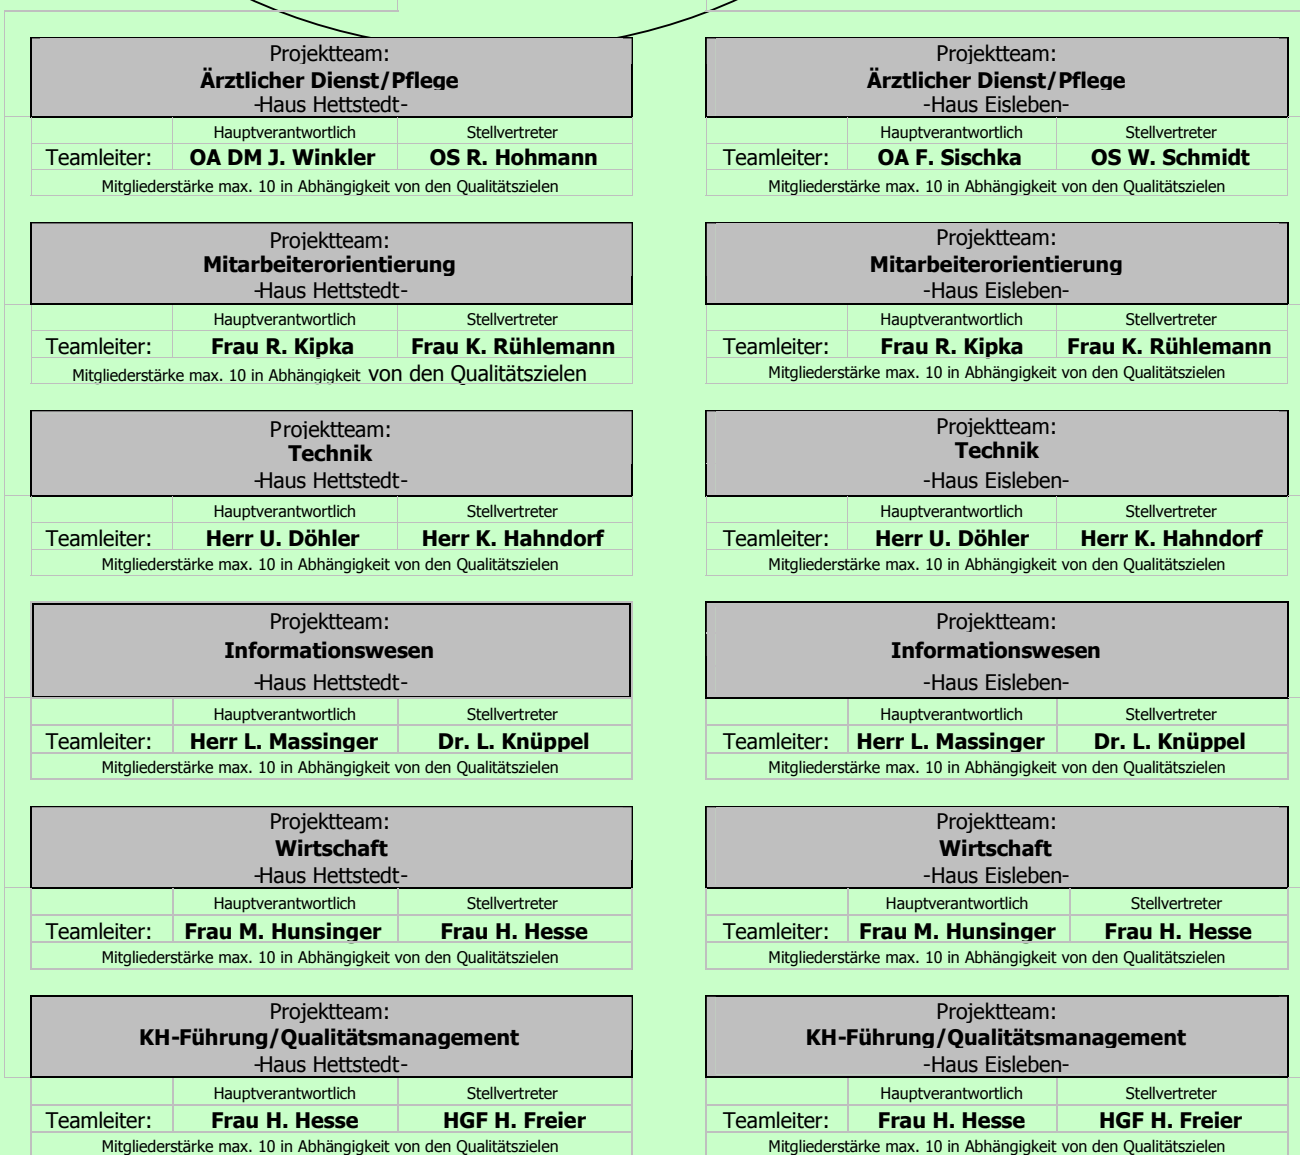 Projektteam:
Ärztlicher Dienst/Pflege
-Haus Hettstedt-
Hauptverantwortlich Stellvertreter
Teamleiter: OA DM J. Winkler OS R. Hohmann
Mitgliederstärke max. 10 in Abhängigkeit von den Qualitätszielen
Projektteam:
Ärztlicher Dienst/Pflege
-Haus Eisleben-
Hauptverantwortlich Stellvertreter
Teamleiter: OA F. Sischka OS W. Schmidt
Mitgliederstärke max. 10 in Abhängigkeit von den Qualitätszielen
Projektteam:
Mitarbeiterorientierung
-Haus Hettstedt-
Hauptverantwortlich Stellvertreter
Teamleiter: Frau R. Kipka Frau K. Rühlemann
Mitgliederstärke max. 10 in Abhängigkeit von den Qualitätszielen
Projektteam:
Mitarbeiterorientierung
-Haus Eisleben-
Hauptverantwortlich Stellvertreter
Teamleiter: Frau R. Kipka Frau K. Rühlemann
Mitgliederstärke max. 10 in Abhängigkeit von den Qualitätszielen
Projektteam:
Technik
-Haus Hettstedt-
Hauptverantwortlich Stellvertreter
Teamleiter: Herr U. Döhler Herr K. Hahndorf
Mitgliederstärke max. 10 in Abhängigkeit von den Qualitätszielen
Projektteam:
Technik
-Haus Eisleben-
Hauptverantwortlich Stellvertreter
Teamleiter: Herr U. Döhler Herr K. Hahndorf
Mitgliederstärke max. 10 in Abhängigkeit von den Qualitätszielen
Projektteam:
Informationswesen
-Haus Hettstedt-
Hauptverantwortlich Stellvertreter
Teamleiter: Herr L. Massinger Dr. L. Knüppel
Mitgliederstärke max. 10 in Abhängigkeit von den Qualitätszielen
Projektteam:
Informationswesen
-Haus Eisleben-
Hauptverantwortlich Stellvertreter
Teamleiter: Herr L. Massinger Dr. L. Knüppel
Mitgliederstärke max. 10 in Abhängigkeit von den Qualitätszielen
Projektteam:
Wirtschaft
-Haus Hettstedt-
Hauptverantwortlich Stellvertreter
Teamleiter: Frau M. Hunsinger Frau H. Hesse
Mitgliederstärke max. 10 in Abhängigkeit von den Qualitätszielen
Projektteam:
Wirtschaft
-Haus Eisleben-
Hauptverantwortlich Stellvertreter
Teamleiter: Frau M. Hunsinger Frau H. Hesse
Mitgliederstärke max. 10 in Abhängigkeit von den Qualitätszielen
Projektteam:
KH-Führung/Qualitätsmanagement
-Haus Hettstedt-
Hauptverantwortlich Stellvertreter
Teamleiter: Frau H. Hesse HGF H. Freier
Mitgliederstärke max. 10 in Abhängigkeit von den Qualitätszielen
Projektteam:
KH-Führung/Qualitätsmanagement
-Haus Eisleben-
Hauptverantwortlich Stellvertreter
Teamleiter: Frau H. Hesse HGF H. Freier
Mitgliederstärke max. 10 in Abhängigkeit von den Qualitätszielen